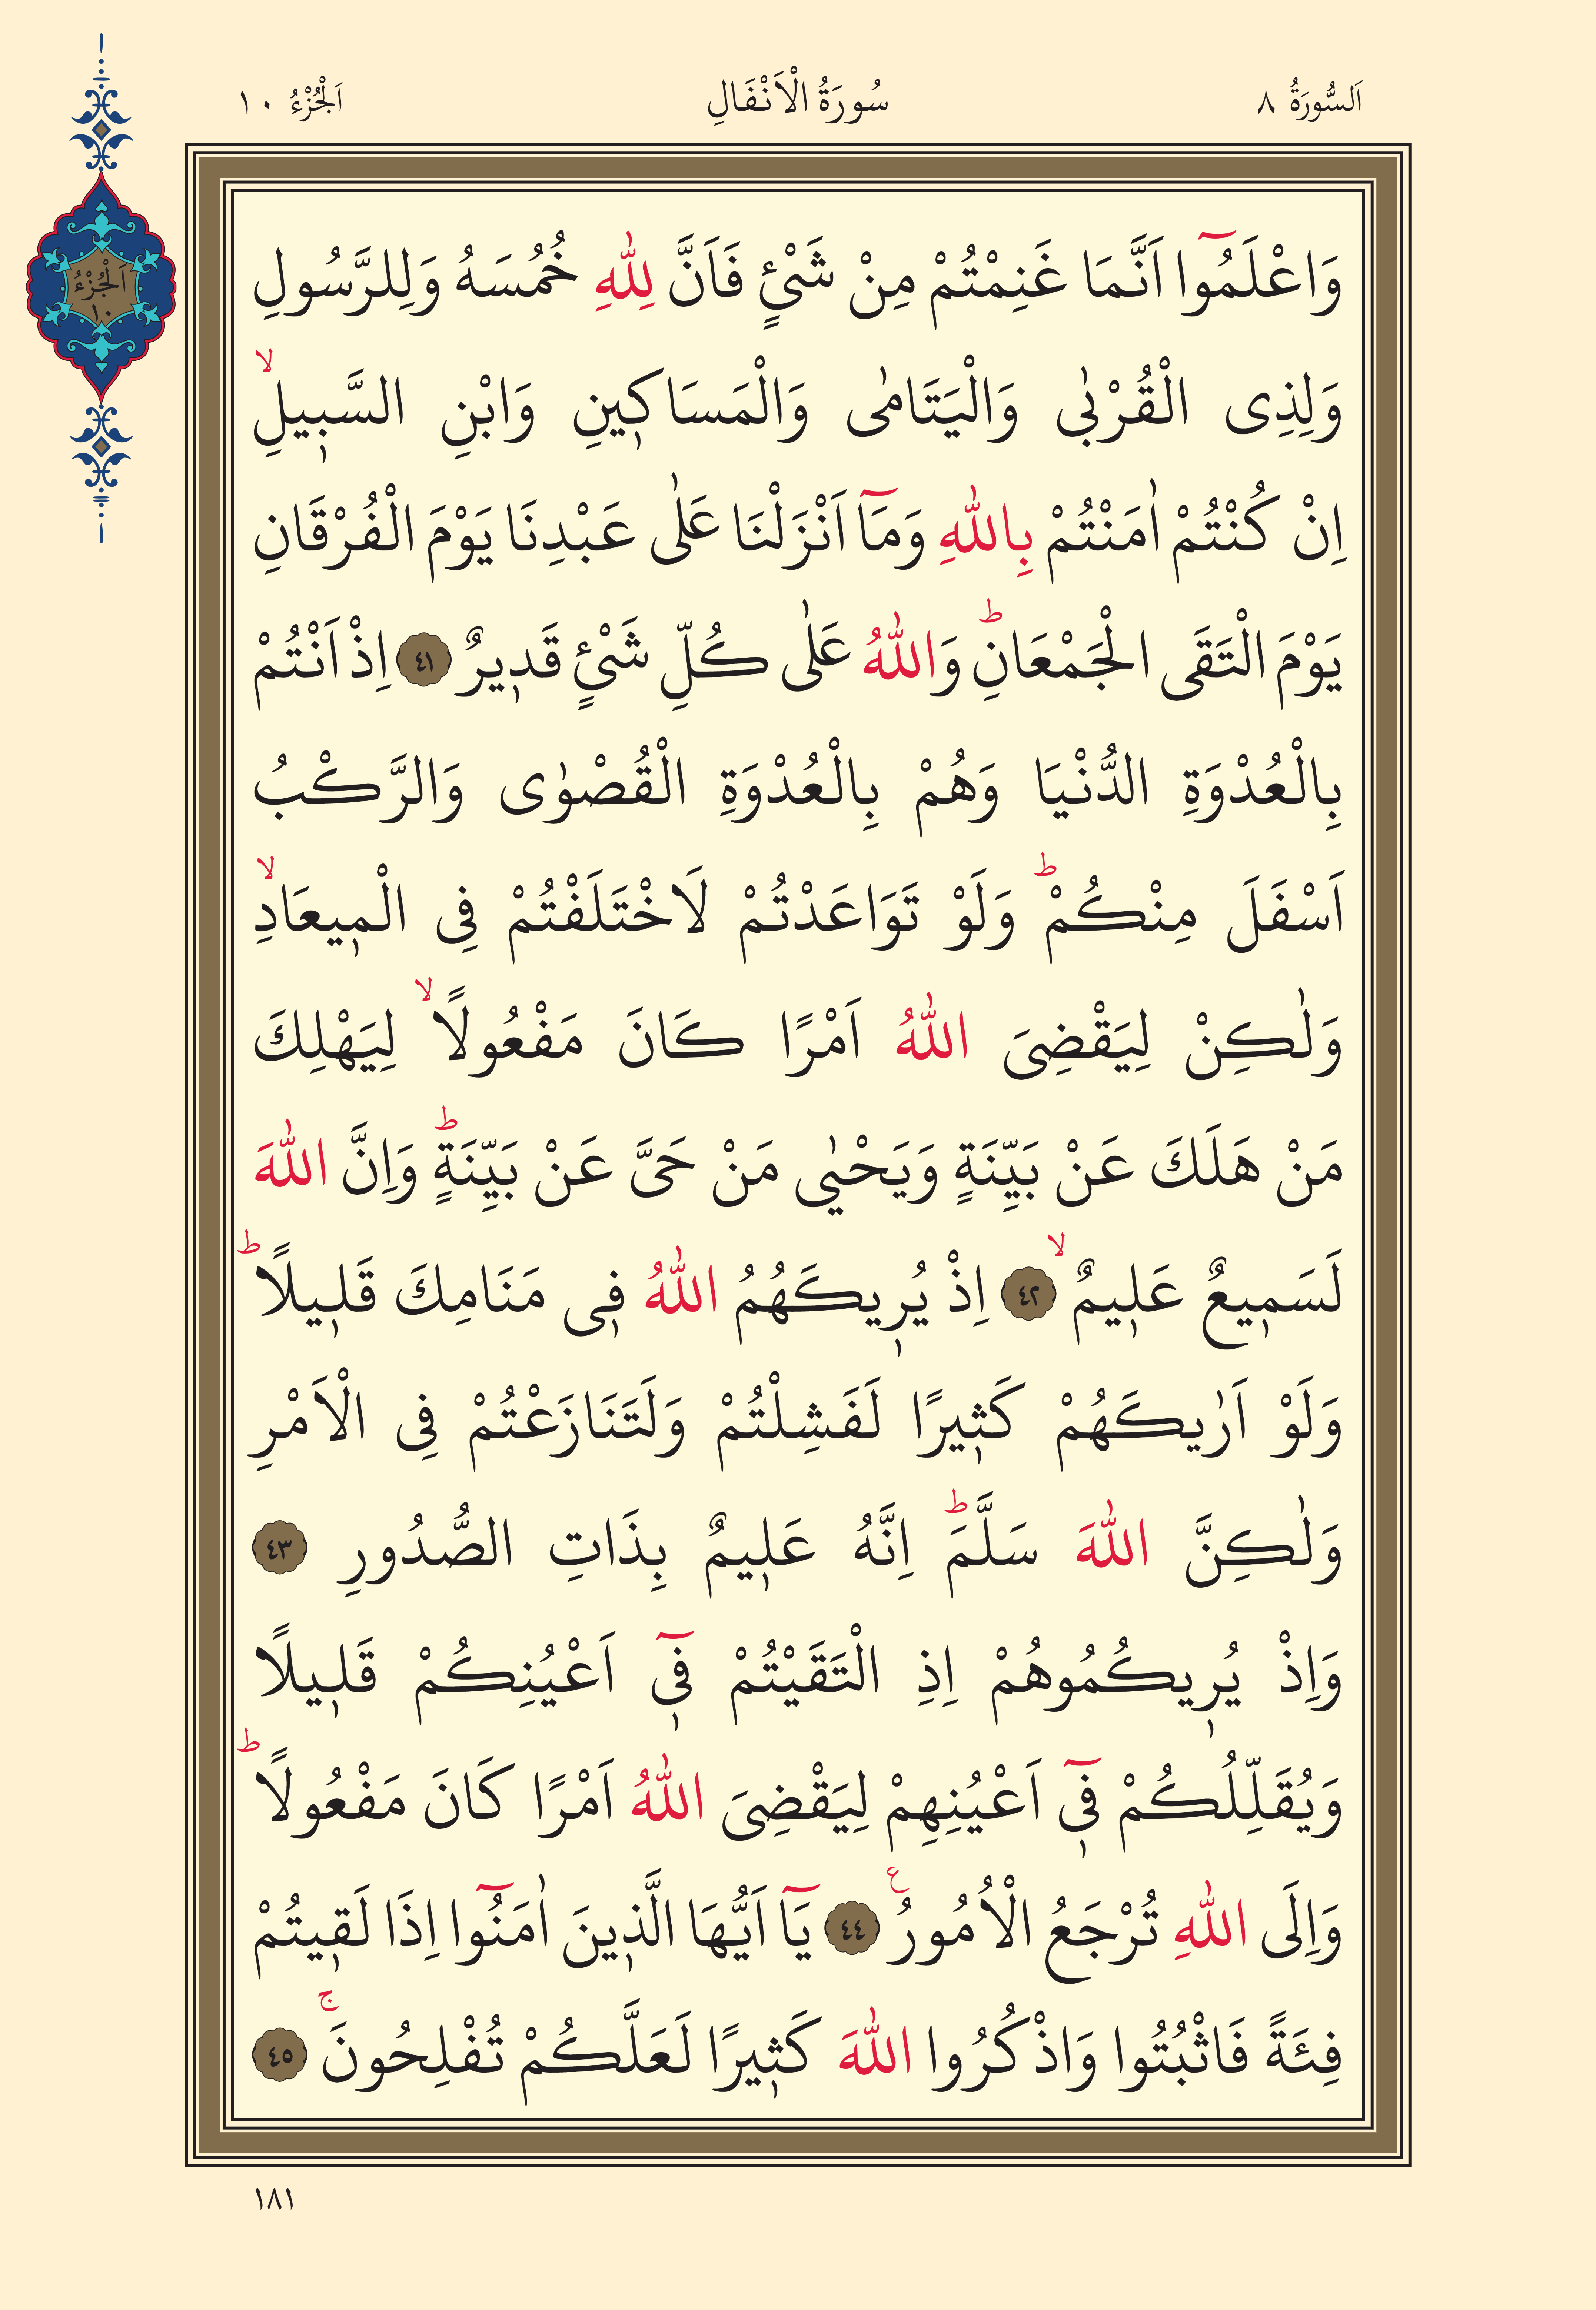 اَلسُّورَةُ ٨
سُورَةُ الْاَنْفَالِ
اَلْجُزْءُ ١٠
اَلْجُزْءُ
١٠
وَاعْلَمُٓوا اَنَّمَا غَنِمْتُمْ مِنْ شَيْءٍ فَاَنَّ لِلّٰهِ خُمُسَهُ وَلِلرَّسُولِ
وَلِذِى الْقُرْبٰى وَالْيَتَامٰى وَالْمَسَاك۪ينِ وَابْنِ السَّب۪يلِۙ
اِنْ كُنْتُمْ اٰمَنْتُمْ بِاللّٰهِ وَمَٓا اَنْزَلْنَا عَلٰى عَبْدِنَا يَوْمَ الْفُرْقَانِ
يَوْمَ الْتَقَى الْجَمْعَانِۜ وَاللّٰهُ عَلٰى كُلِّ شَيْءٍ قَد۪يرٌ ﴿٤١﴾ اِذْ اَنْتُمْ
بِالْعُدْوَةِ الدُّنْيَا وَهُمْ بِالْعُدْوَةِ الْقُصْوٰى وَالرَّكْبُ
اَسْفَلَ مِنْكُمْۜ وَلَوْ تَوَاعَدْتُمْ لَاخْتَلَفْتُمْ فِى الْم۪يعَادِۙ
وَلٰكِنْ لِيَقْضِىَ اللّٰهُ اَمْرًا كَانَ مَفْعُولًاۙ لِيَهْلِكَ
مَنْ هَلَكَ عَنْ بَيِّنَةٍ وَيَحْيٰى مَنْ حَىَّ عَنْ بَيِّنَةٍۜ وَاِنَّ اللّٰهَ
لَسَم۪يعٌ عَل۪يمٌۙ ﴿٤٢﴾ اِذْ يُر۪يكَهُمُ اللّٰهُ ف۪ى مَنَامِكَ قَل۪يلًاۜ
وَلَوْ اَرٰيكَهُمْ كَث۪يرًا لَفَشِلْتُمْ وَلَتَنَازَعْتُمْ فِى الْاَمْرِ
وَلٰكِنَّ اللّٰهَ سَلَّمَۜ اِنَّهُ عَل۪يمٌ بِذَاتِ الصُّدُورِ ﴿٤٣﴾
وَاِذْ يُر۪يكُمُوهُمْ اِذِ الْتَقَيْتُمْ ف۪ٓى اَعْيُنِكُمْ قَل۪يلًا
وَيُقَلِّلُكُمْ ف۪ٓى اَعْيُنِهِمْ لِيَقْضِىَ اللّٰهُ اَمْرًا كَانَ مَفْعُولًاۜ
وَاِلَى اللّٰهِ تُرْجَعُ الْاُمُورُ۟ ﴿٤٤﴾ يَٓا اَيُّهَا الَّذ۪ينَ اٰمَنُٓوا اِذَا لَق۪يتُمْ
فِئَةً فَاثْبُتُوا وَاذْكُرُوا اللّٰهَ كَث۪يرًا لَعَلَّكُمْ تُفْلِحُونَۚ ﴿٤٥﴾
١٨١